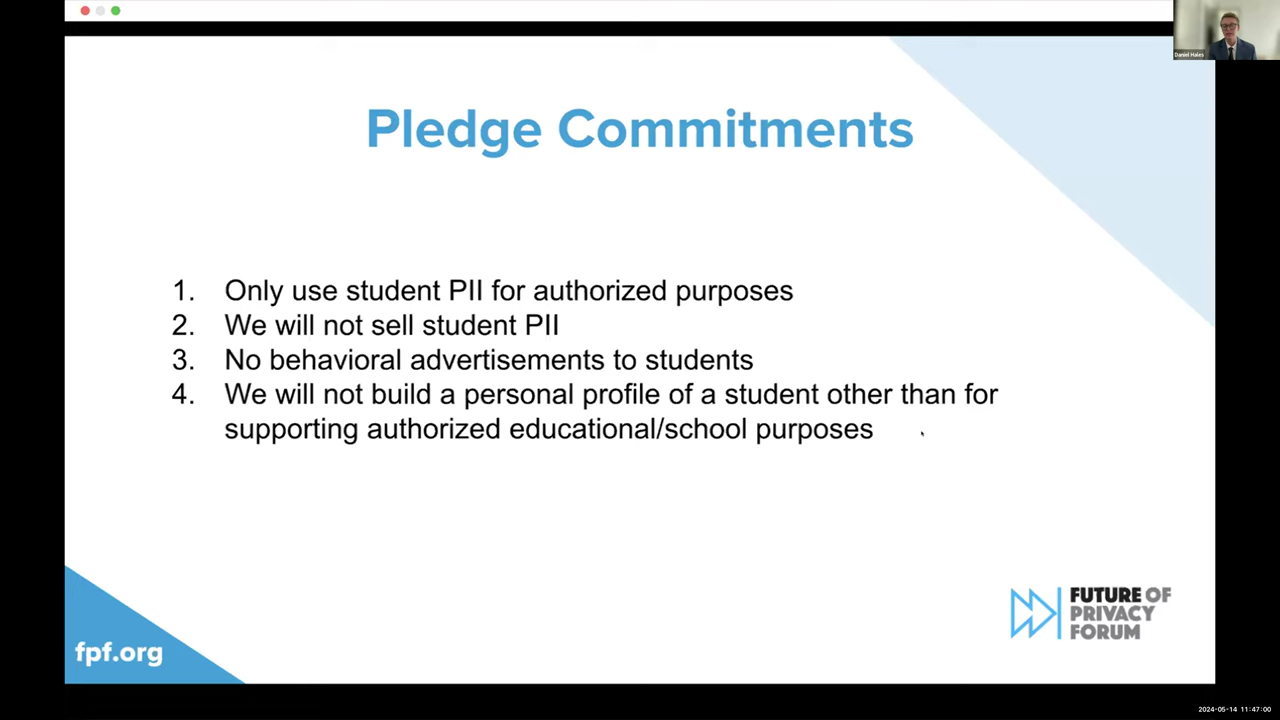 Daniel Hales
Pledge Commitments
1. Only use student PII for authorized purposes
2. We will not sell student PII
3. No behavioral advertisements to students
4. We will not build a personal profile of a student other than for
supporting authorized educational/school purposes
FUTURE OF
PRIVACY
FORUM
fpf.org
2024-05-14 11:47:00